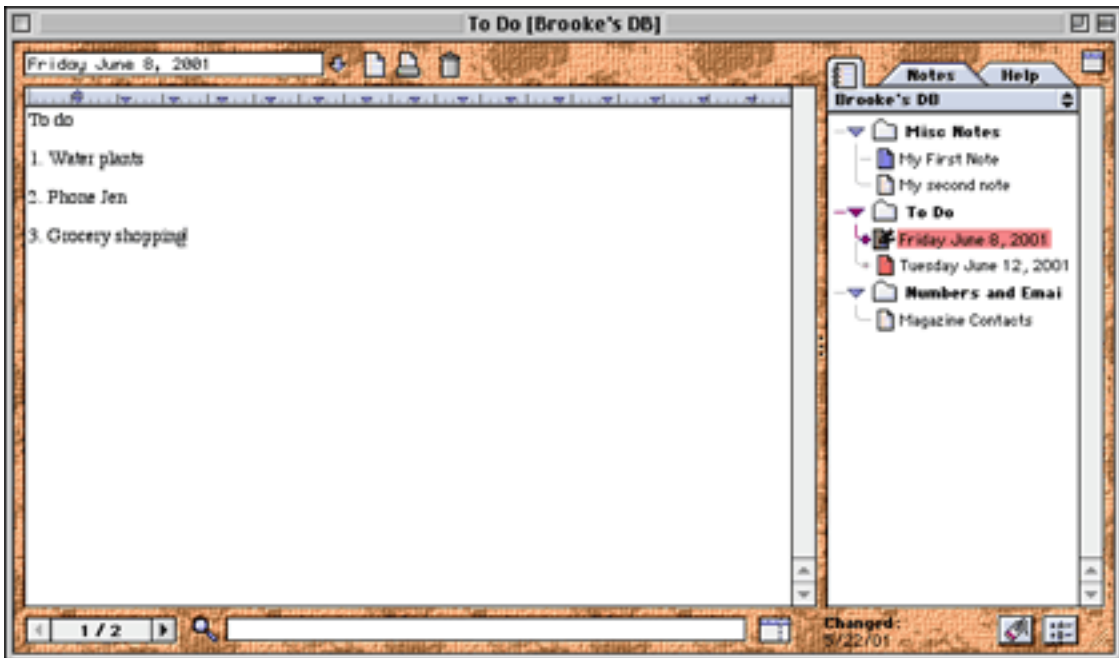 To Do [Brooke's DB]
Friday June 8, 2001
Notes
Help
Brooke's DB
To do
1. Water plants
2. Phone Jen
3. Grocery shopping
Misc Notes
My First Note
My second note
To Do
Friday June 8, 2001
Tuesday June 12, 2001
Numbers and Emai
Magazine Contacts
1 / 2
Changed:
5/22/01